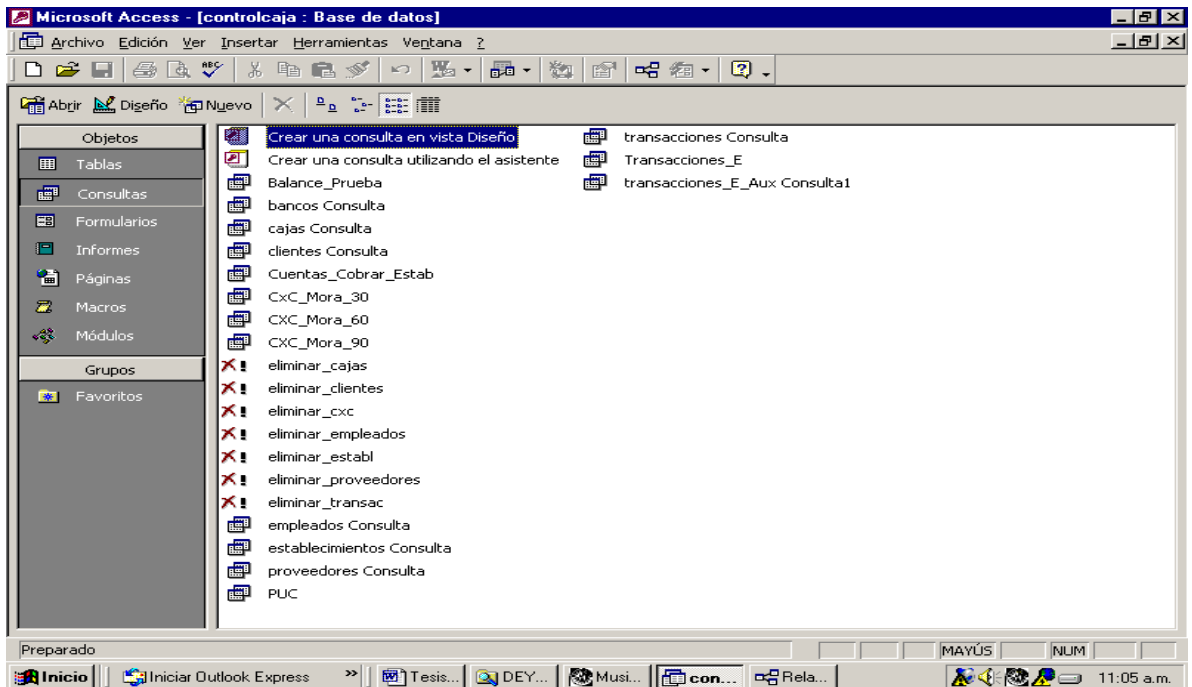 Microsoft Access - [controlcaja : Base de datos]
Archivo Edición Ver Insertar Herramientas Ventana ?
Abrir Diseño Nuevo
Objetos
Tablas
Consultas
Formularios
Informes
Páginas
Macros
Módulos
Grupos
Favoritos
Crear una consulta en vista Diseño
Crear una consulta utilizando el asistente
Balance_Prueba
bancos Consulta
cajas Consulta
clientes Consulta
Cuentas_Cobrar_Estab
CxC_Mora_30
CXC_Mora_60
CXC_Mora_90
eliminar_cajas
eliminar_clientes
eliminar_cxc
eliminar_empleados
eliminar_establ
eliminar_proveedores
eliminar_transac
empleados Consulta
establecimientos Consulta
proveedores Consulta
PUC
transacciones Consulta
Transacciones_E
transacciones_E_Aux Consulta1
Preparado
MAYÚS NUM
Inicio Iniciar Outlook Express » Tesis... DEY... Musi... con... Rela... 11:05 a.m.